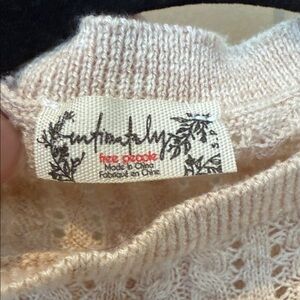 intimately
free people
Made in China
Fabriqué en Chine